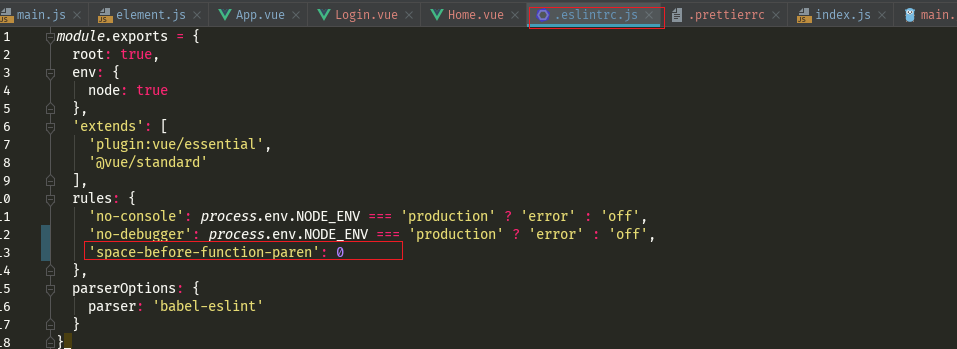 main.js element.js App.vue Login.vue Home.vue .eslintrc.js .prettierrc index.js main.
1 module.exports = {
2 root: true,
3 env: {
4 node: true
5 },
6 'extends': [
7 'plugin:vue/essential',
8 '@vue/standard'
9 ],
10 rules: {
11 'no-console': process.env.NODE_ENV === 'production' ? 'error' : 'off',
12 'no-debugger': process.env.NODE_ENV === 'production' ? 'error' : 'off',
13 'space-before-function-paren': 0
14 },
15 parserOptions: {
16 parser: 'babel-eslint'
17 }
18 }